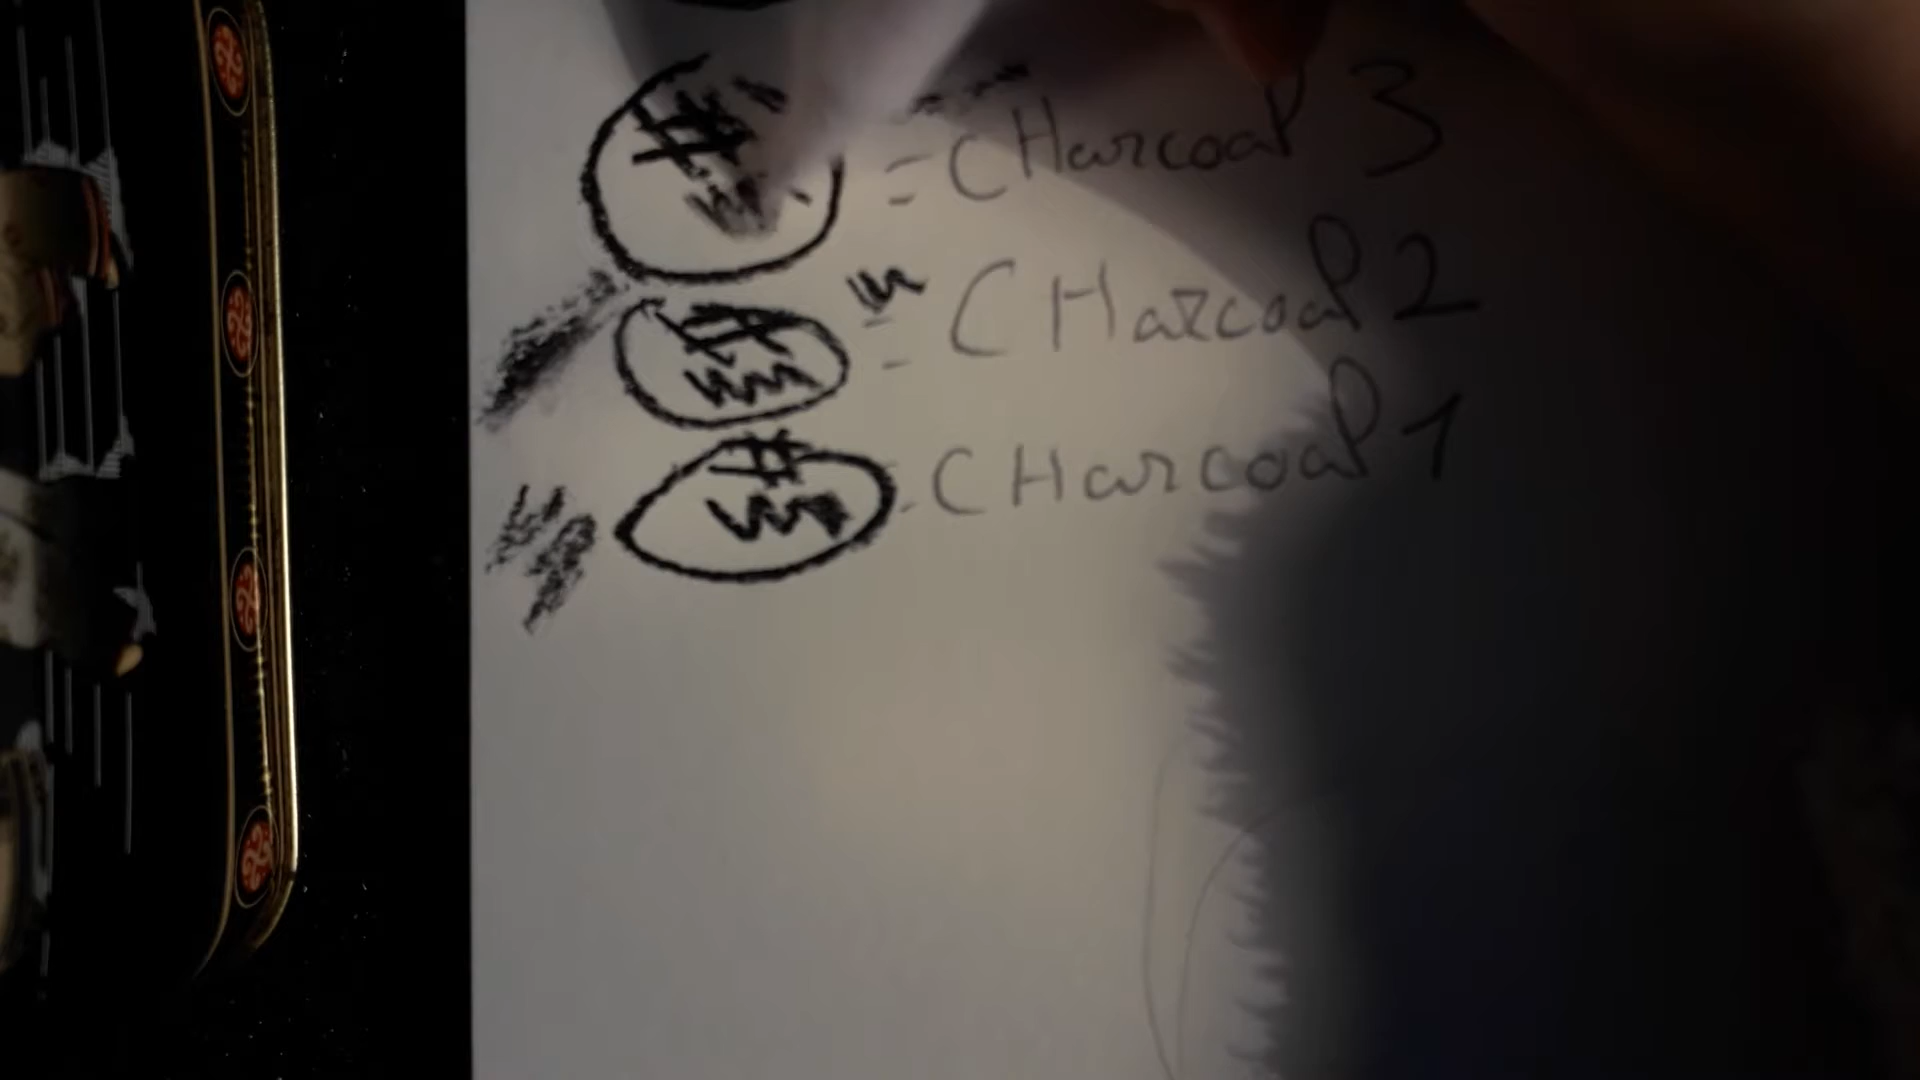 = CHarcoal 3
= CHarcoal 2
= CHarcoal 1